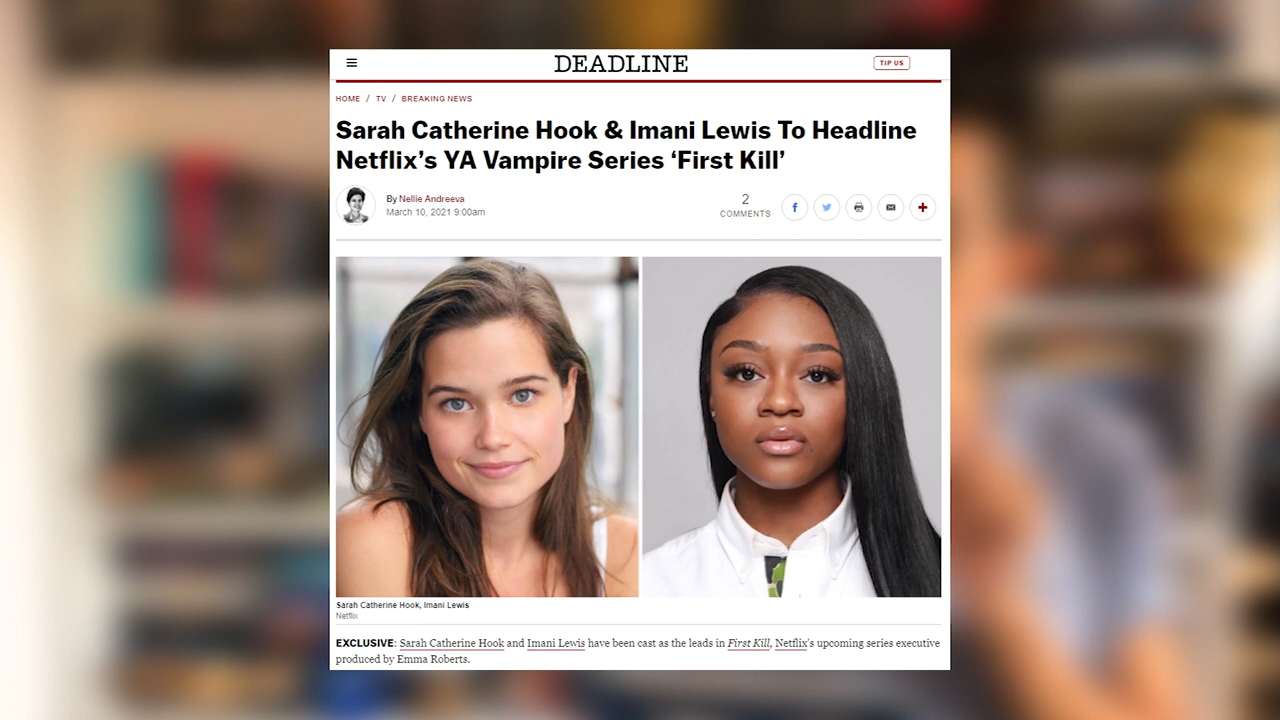 DEADLINE
TIP US
HOME / TV / BREAKING NEWS
Sarah Catherine Hook & Imani Lewis To Headline
Netflix’s YA Vampire Series ‘First Kill’
By Nellie Andreeva
March 10, 2021 9:00am
2
COMMENTS
Sarah Catherine Hook, Imani Lewis
Netflix
EXCLUSIVE: Sarah Catherine Hook and Imani Lewis have been cast as the leads in First Kill, Netflix’s upcoming series executive
produced by Emma Roberts.